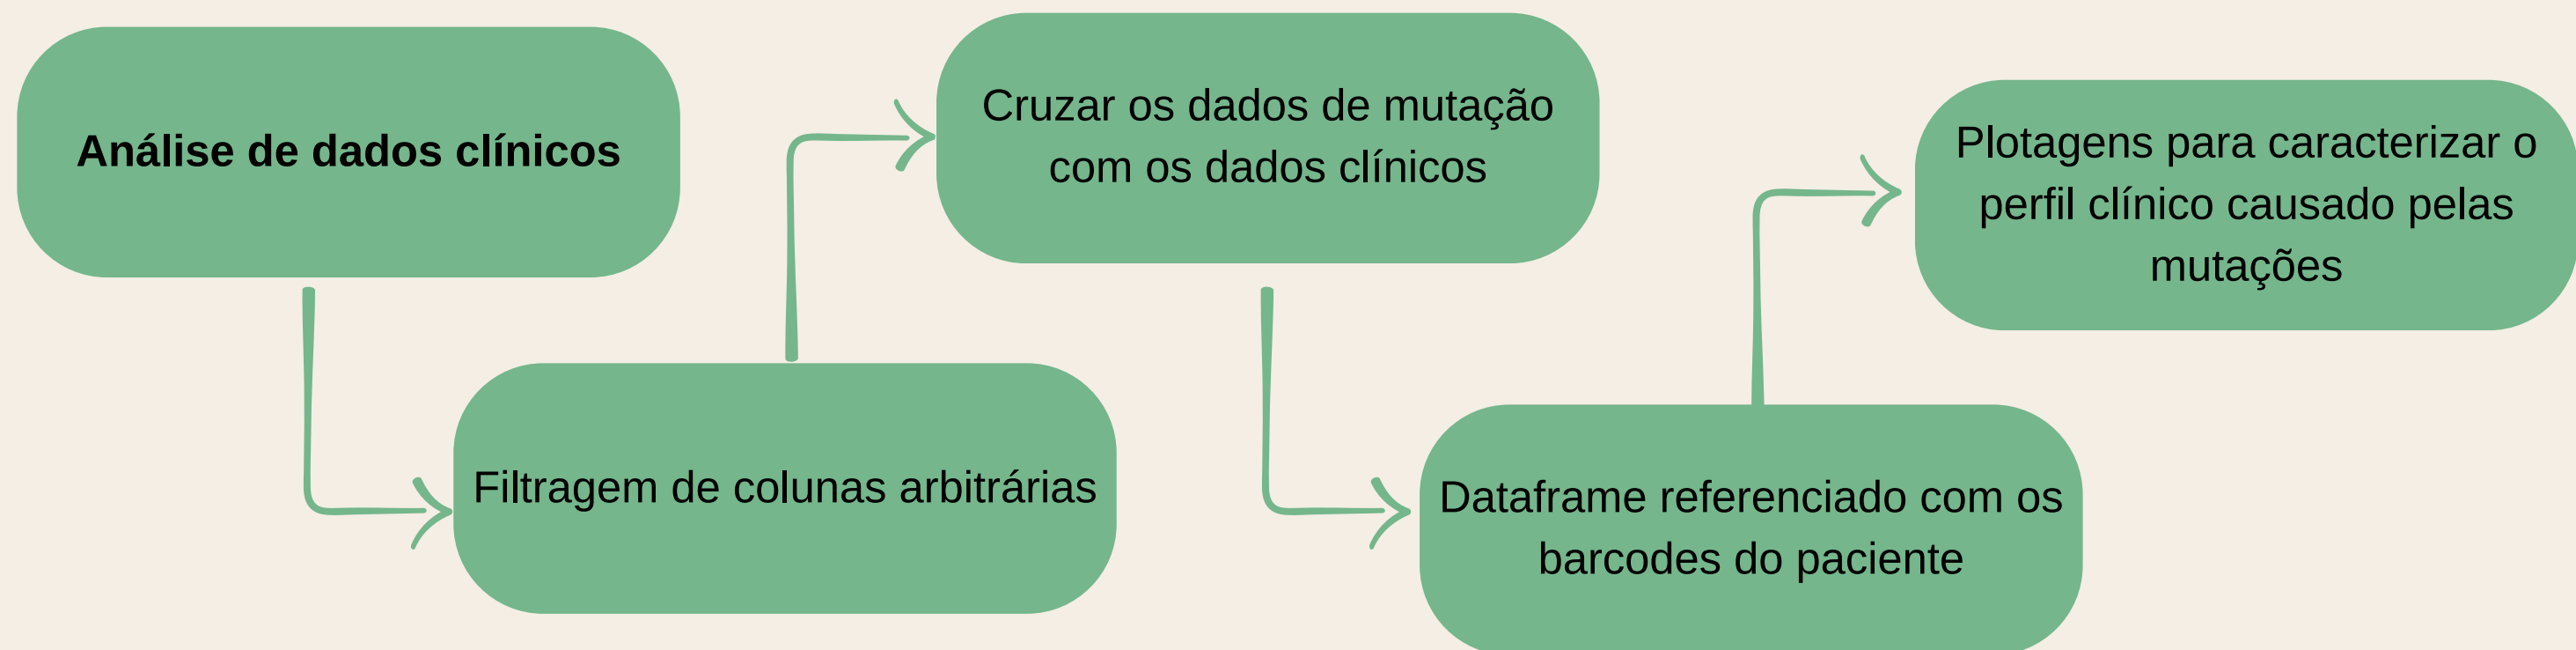 Análise de dados clínicos
Filtragem de colunas arbitrárias
Cruzar os dados de mutação
com os dados clínicos
Dataframe referenciado com os
barcodes do paciente
Plotagens para caracterizar o
perfil clínico causado pelas
mutações